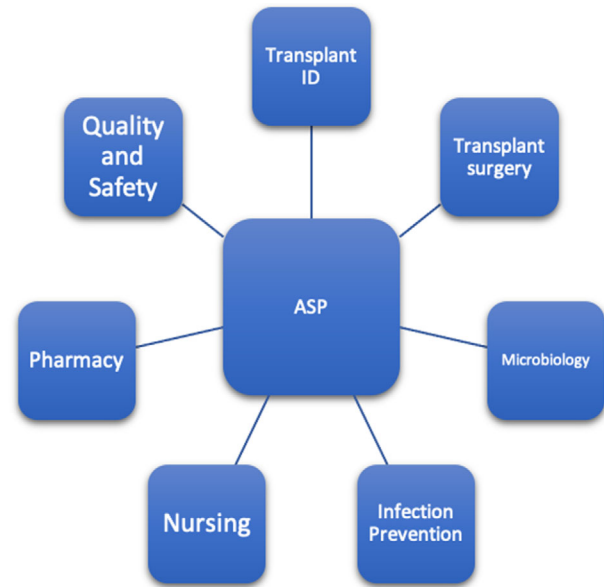 Transplant
ID
Quality
and
Safety
Transplant
surgery
ASP
Pharmacy
Microbiology
Nursing
Infection
Prevention